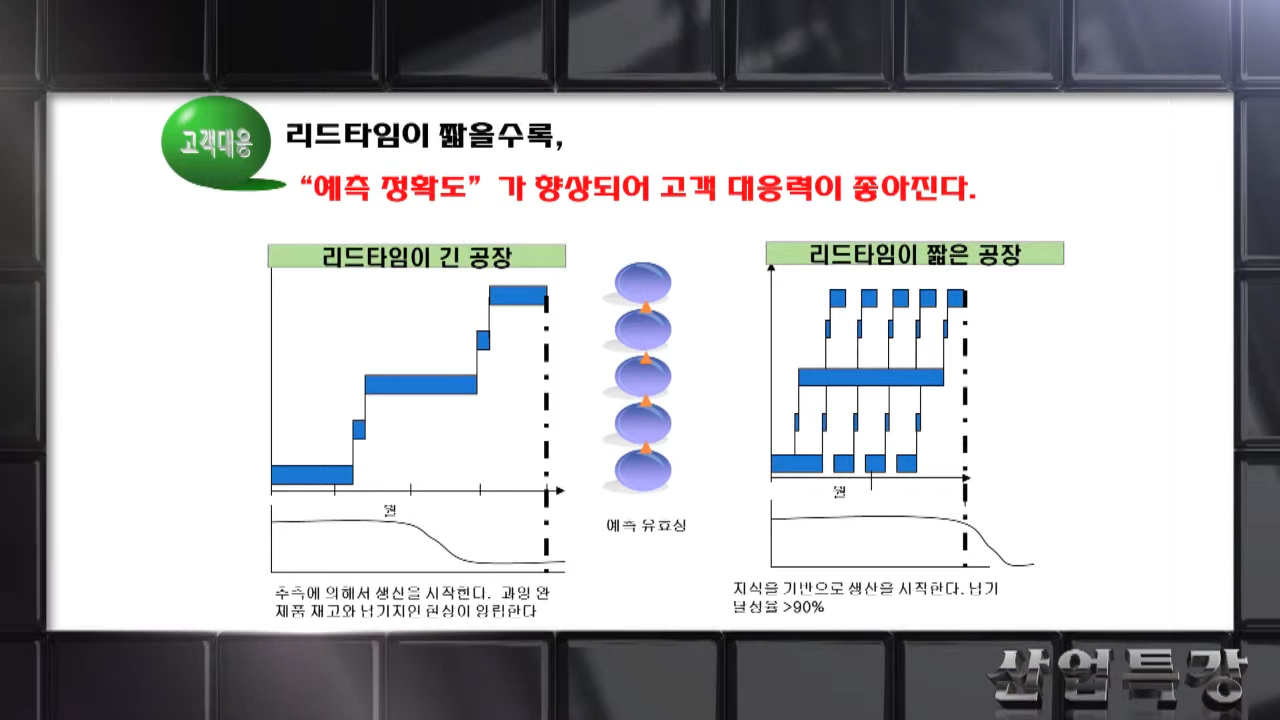 고객대응
리드타임이 짧을수록,
“예측 정확도” 가 향상되어 고객 대응력이 좋아진다.
리드타임이 긴 공장
리드타임이 짧은 공장
월
월
예측 유효성
추측에 의해서 생산을 시작한다. 과잉 완
제품 재고와 납기지연 현상이 양립한다
지식을 기반으로 생산을 시작한다. 납기
달성율 >90%
산업특강